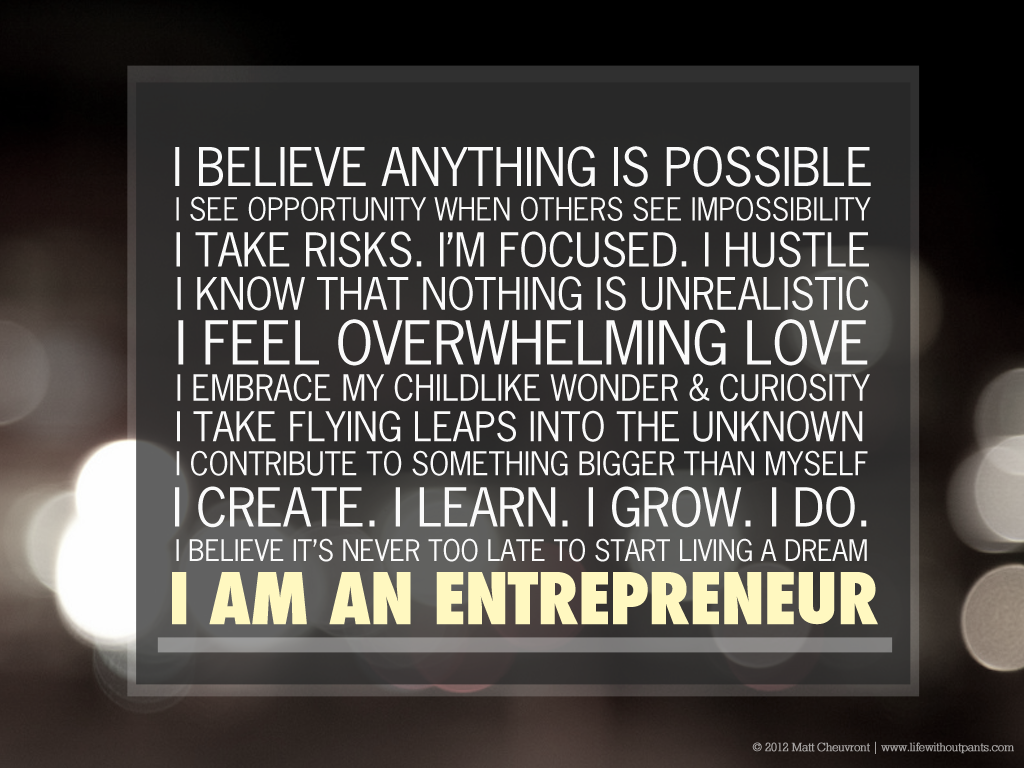 I BELIEVE ANYTHING IS POSSIBLE
I SEE OPPORTUNITY WHEN OTHERS SEE IMPOSSIBILITY
I TAKE RISKS. I'M FOCUSED. I HUSTLE
I KNOW THAT NOTHING IS UNREALISTIC
I FEEL OVERWHELMING LOVE
I EMBRACE MY CHILDLIKE WONDER & CURIOSITY
I TAKE FLYING LEAPS INTO THE UNKNOWN
I CONTRIBUTE TO SOMETHING BIGGER THAN MYSELF
I CREATE. I LEARN. I GROW. I DO.
I BELIEVE IT'S NEVER TOO LATE TO START LIVING A DREAM
I AM AN ENTREPRENEUR
© 2012 Matt Cheuvront | www.lifewithoutpants.com